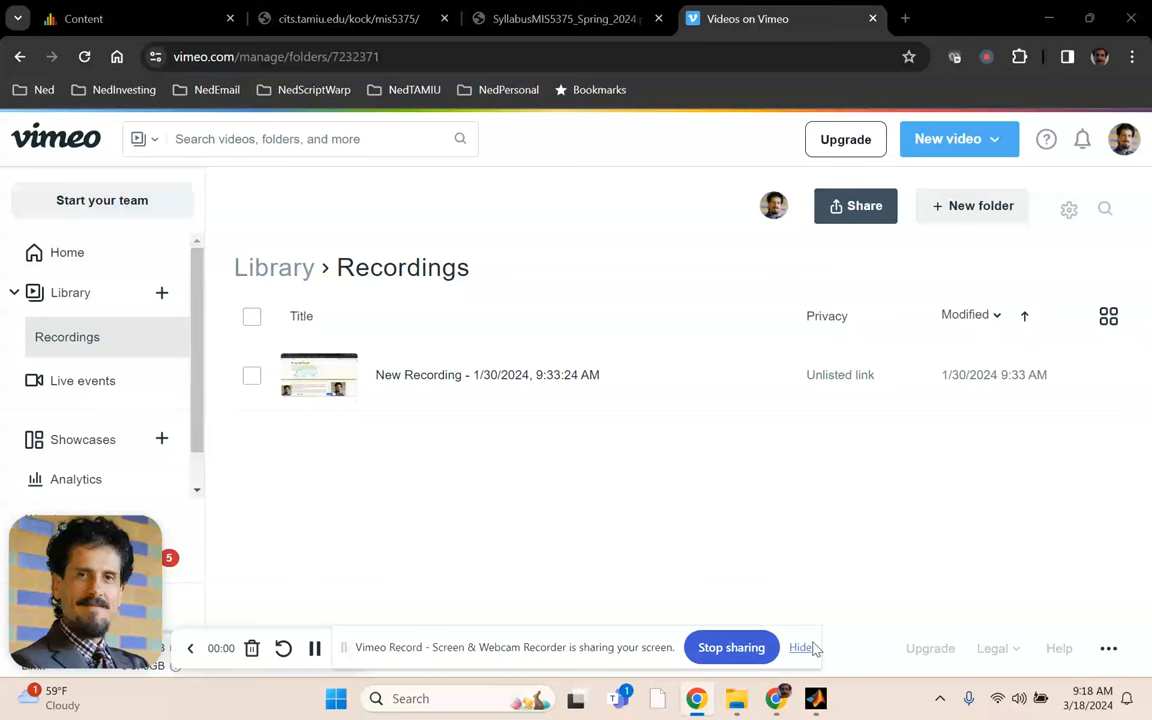 Content
cits.tamu.edu/kock/mis5375/
SyllabusMIS5375_Spring_2024.
Videos on Vimeo
vimeo.com/manage/folders/7232371
Ned
NedInvesting
NedEmail
NedScriptWarp
NedTAMIU
NedPersonal
Bookmarks
vimeo
Search videos, folders, and more
Upgrade
New video
Start your team
Share
+ New folder
Home
Library
Recordings
Live events
Showcases
Analytics
Library › Recordings
Title
Privacy
Modified
New Recording - 1/30/2024, 9:33:24 AM
Unlisted link
1/30/2024 9:33 AM
5
00:00
Vimeo Record - Screen & Webcam Recorder is sharing your screen.
Stop sharing
Hide
Upgrade
Legal
Help
1
59°F
Cloudy
Search
1
9:18 AM
3/18/2024